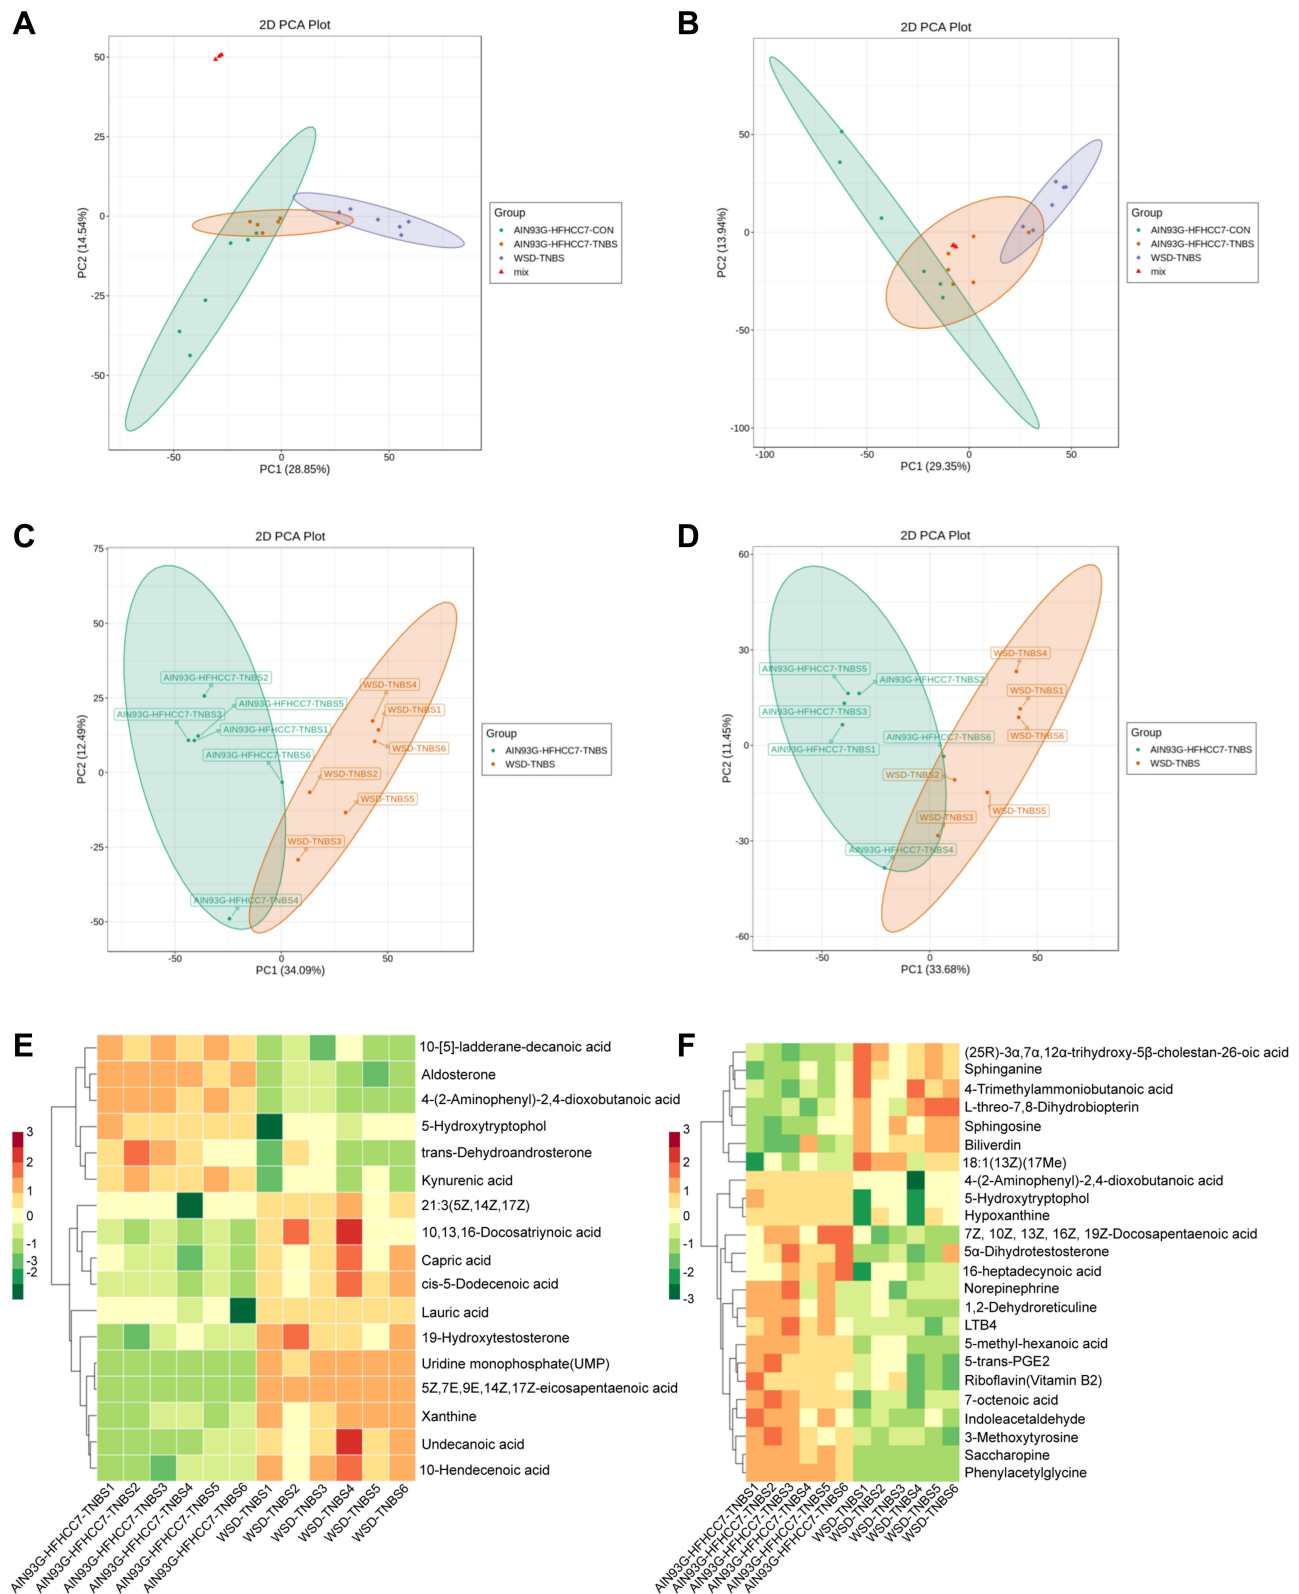 A
2D PCA Plot
50
25
0
-25
-50
-50
0
50
PC1 (28.85%)
PC2 (14.54%)
Group
AIN93G-HFHCC7-CON
AIN93G-HFHCC7-TNBS
WSD-TNBS
mix
B
2D PCA Plot
50
0
-50
-100
-100
-50
0
50
PC1 (29.35%)
PC2 (13.94%)
Group
AIN93G-HFHCC7-CON
AIN93G-HFHCC7-TNBS
WSD-TNBS
mix
C
2D PCA Plot
75
50
25
0
-25
-50
-50
0
50
PC1 (34.09%)
PC2 (12.49%)
AIN93G-HFHCC7-TNBS2
AIN93G-HFHCC7-TNBS5
AIN93G-HFHCC7-TNBS3
AIN93G-HFHCC7-TNBS1
AIN93G-HFHCC7-TNBS6
AIN93G-HFHCC7-TNBS4
WSD-TNBS4
WSD-TNBS1
WSD-TNBS6
WSD-TNBS2
WSD-TNBS5
WSD-TNBS3
Group
AIN93G-HFHCC7-TNBS
WSD-TNBS
D
2D PCA Plot
60
30
0
-30
-60
-50
0
50
PC1 (33.68%)
PC2 (11.45%)
WSD-TNBS4
AIN93G-HFHCC7-TNBS5
AIN93G-HFHCC7-TNBS2
WSD-TNBS1
AIN93G-HFHCC7-TNBS3
AIN93G-HFHCC7-TNBS6
WSD-TNBS6
AIN93G-HFHCC7-TNBS1
WSD-TNBS2
WSD-TNBS5
WSD-TNBS3
AIN93G-HFHCC7-TNBS4
Group
AIN93G-HFHCC7-TNBS
WSD-TNBS
E
3
2
1
0
-1
-3
-2
10-[5]-ladderane-decanoic acid
Aldosterone
4-(2-Aminophenyl)-2,4-dioxobutanoic acid
5-Hydroxytryptophol
trans-Dehydroandrosterone
Kynurenic acid
21:3(5Z,14Z,17Z)
10,13,16-Docosatriynoic acid
Capric acid
cis-5-Dodecenoic acid
Lauric acid
19-Hydroxytestosterone
Uridine monophosphate(UMP)
5Z,7E,9E,14Z,17Z-eicosapentaenoic acid
Xanthine
Undecanoic acid
10-Hendecenoic acid
AIN93G-HFHCC7-TNBS1
AIN93G-HFHCC7-TNBS2
AIN93G-HFHCC7-TNBS3
AIN93G-HFHCC7-TNBS4
AIN93G-HFHCC7-TNBS5
AIN93G-HFHCC7-TNBS6
WSD-TNBS1
WSD-TNBS2
WSD-TNBS3
WSD-TNBS4
WSD-TNBS5
WSD-TNBS6
F
3
2
1
0
-1
-2
-3
(25R)-3α,7α,12α-trihydroxy-5β-cholestan-26-oic acid
Sphinganine
4-Trimethylammoniobutanoic acid
L-threo-7,8-Dihydrobiopterin
Sphingosine
Biliverdin
18:1(13Z)(17Me)
4-(2-Aminophenyl)-2,4-dioxobutanoic acid
5-Hydroxytryptophol
Hypoxanthine
7Z, 10Z, 13Z, 16Z, 19Z-Docosapentaenoic acid
5α-Dihydrotestosterone
16-heptadecynoic acid
Norepinephrine
1,2-Dehydroreticuline
LTB4
5-methyl-hexanoic acid
5-trans-PGE2
Riboflavin(Vitamin B2)
7-octenoic acid
Indoleacetaldehyde
3-Methoxytyrosine
Saccharopine
Phenylacetylglycine
AIN93G-HFHCC7-TNBS1
AIN93G-HFHCC7-TNBS2
AIN93G-HFHCC7-TNBS3
AIN93G-HFHCC7-TNBS4
AIN93G-HFHCC7-TNBS5
AIN93G-HFHCC7-TNBS6
WSD-TNBS1
WSD-TNBS2
WSD-TNBS3
WSD-TNBS4
WSD-TNBS5
WSD-TNBS6